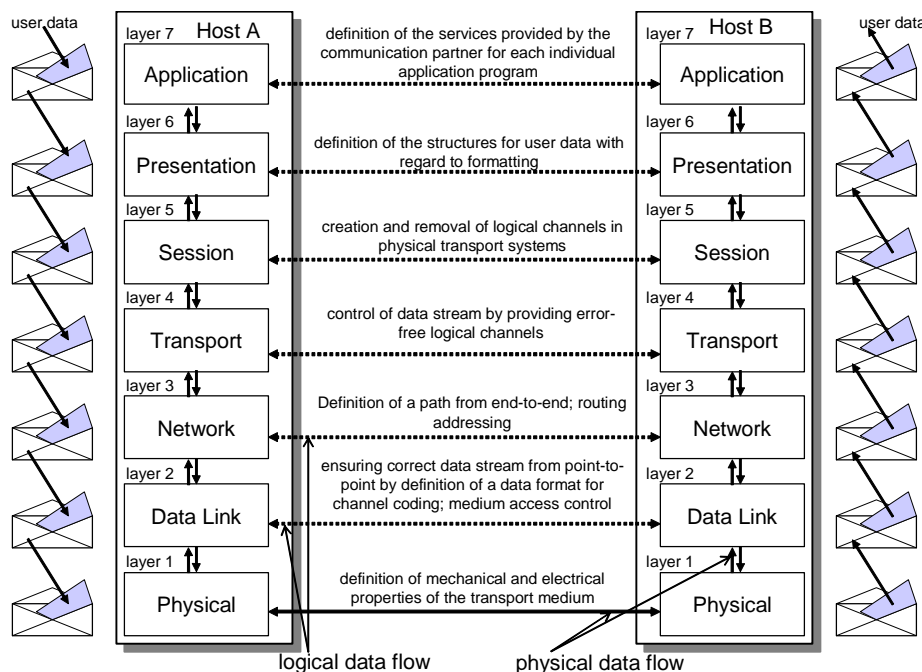 user data
layer 7
Host A
Application
definition of the services provided by the
communication partner for each individual
application program
layer 7
Host B
Application
user data
layer 6
Presentation
definition of the structures for user data with
regard to formatting
layer 6
Presentation
layer 5
Session
creation and removal of logical channels in
physical transport systems
layer 5
Session
layer 4
Transport
control of data stream by providing error-
free logical channels
layer 4
Transport
layer 3
Network
Definition of a path from end-to-end; routing
addressing
layer 3
Network
layer 2
Data Link
ensuring correct data stream from point-to-
point by definition of a data format for
channel coding; medium access control
layer 2
Data Link
layer 1
Physical
definition of mechanical and electrical
properties of the transport medium
layer 1
Physical
logical data flow
physical data flow